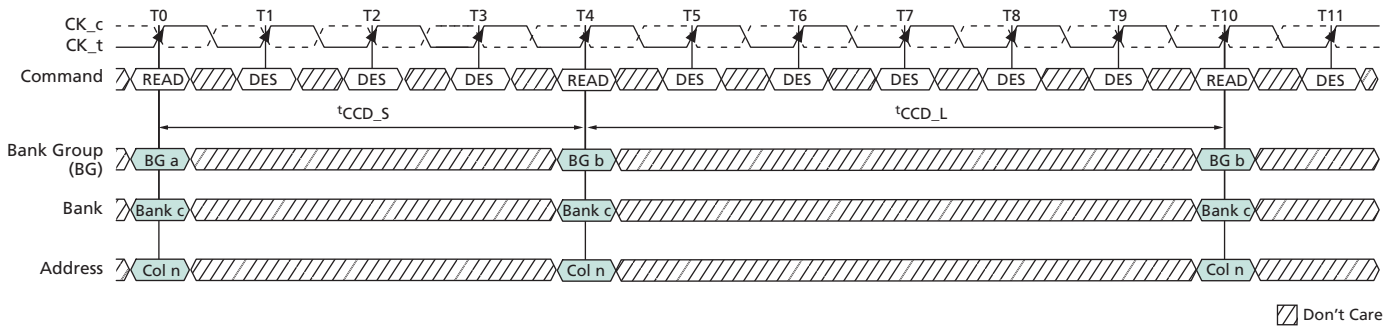 T0 T1 T2 T3 T4 T5 T6 T7 T8 T9 T10 T11
CK_c
CK_t
Command READ DES DES DES READ DES DES DES DES DES READ DES
tCCD_S tCCD_L
Bank Group
(BG) BG a BG b BG b
Bank Bank c Bank c Bank c
Address Col n Col n Col n
Don't Care